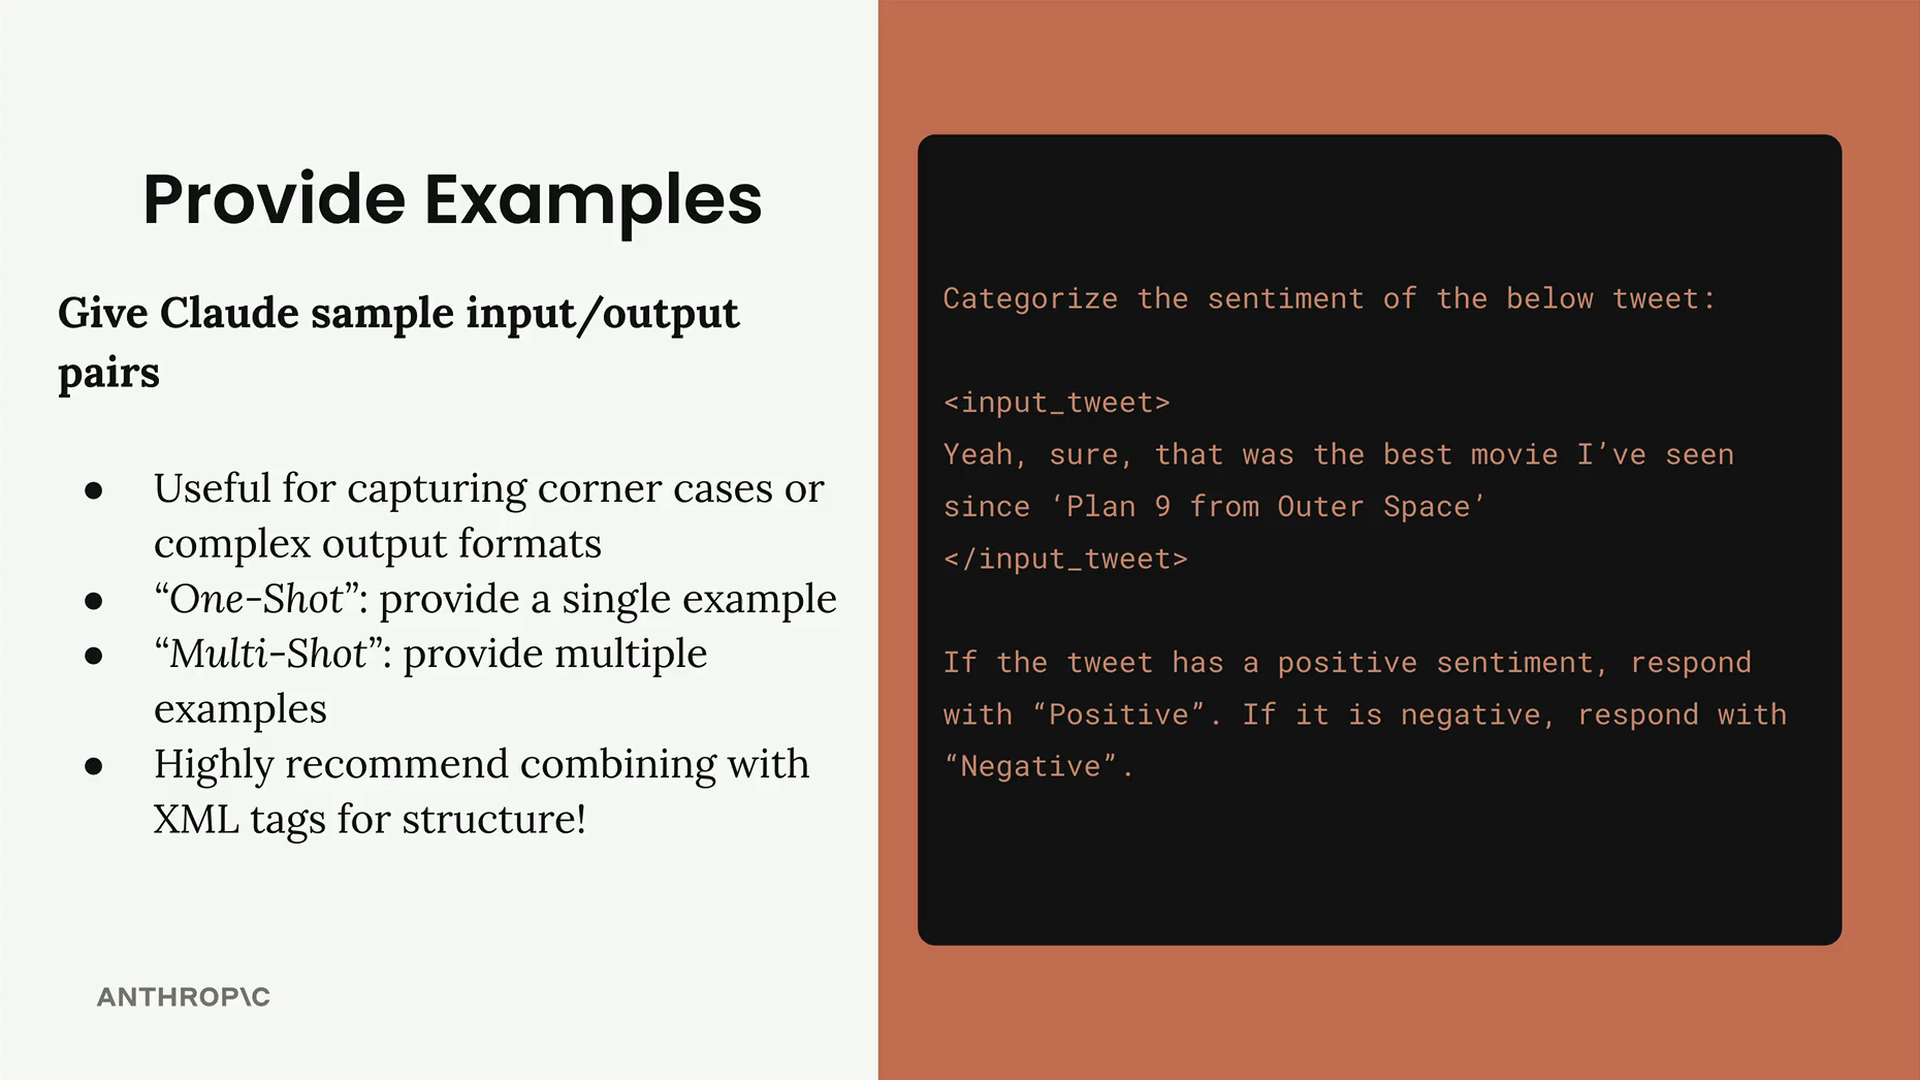 Provide Examples
Give Claude sample input/output
pairs
● Useful for capturing corner cases or
complex output formats
● “One-Shot”: provide a single example
● “Multi-Shot”: provide multiple
examples
● Highly recommend combining with
XML tags for structure!
ANTHROP\C
Categorize the sentiment of the below tweet:
<input_tweet>
Yeah, sure, that was the best movie I’ve seen
since ‘Plan 9 from Outer Space’
</input_tweet>
If the tweet has a positive sentiment, respond
with “Positive”. If it is negative, respond with
“Negative”.